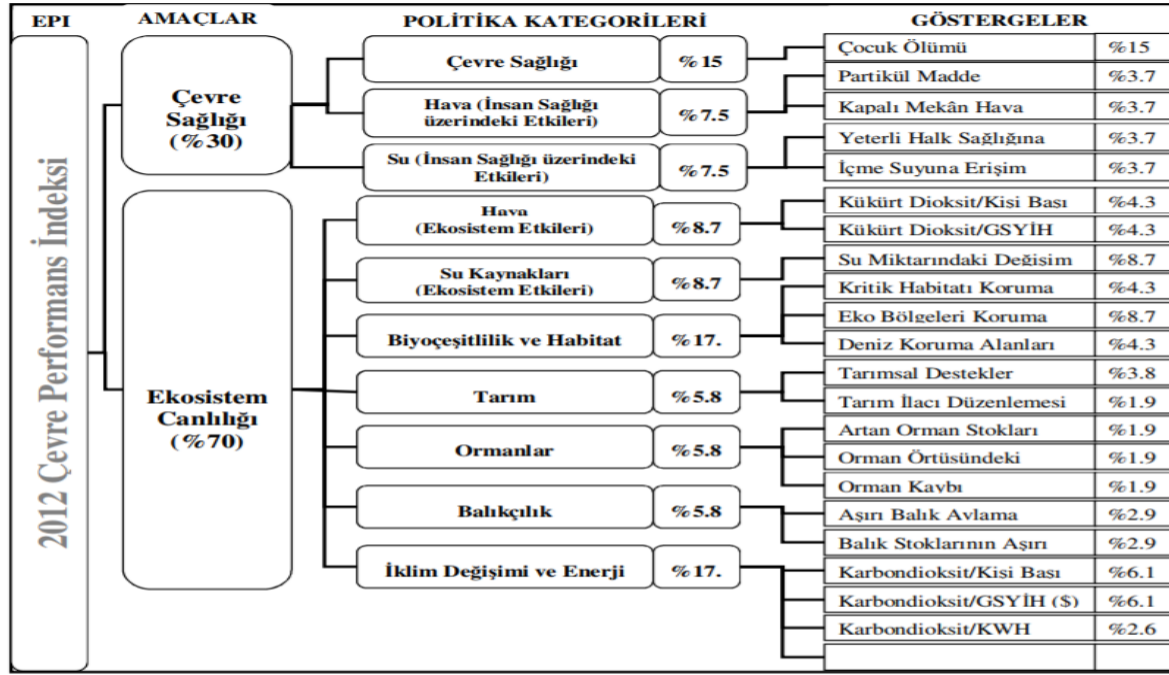 EPI
AMAÇLAR
POLİTİKA KATEGORİLERİ
GÖSTERGELER
2012 Çevre Performans İndeksi
Çevre
Sağlığı
(%30)
Ekosistem
Canlılığı
(%70)
Çevre Sağlığı
%15
Hava (İnsan Sağlığı
üzerindeki Etkileri)
%7.5
Su (İnsan Sağlığı üzerindeki
Etkileri)
%7.5
Hava
(Ekosistem Etkileri)
%8.7
Su Kaynakları
(Ekosistem Etkileri)
%8.7
Biyoçeşitlilik ve Habitat
%17.
Tarım
%5.8
Ormanlar
%5.8
Balıkçılık
%5.8
İklim Değişimi ve Enerji
%17.
Çocuk Ölümü %15
Partikül Madde %3.7
Kapalı Mekân Hava %3.7
Yeterli Halk Sağlığına %3.7
İçme Suyuna Erişim %3.7
Kükürt Dioksit/Kisi Bası %4.3
Kükürt Dioksit/GSYİH %4.3
Su Miktarındaki Değişim %8.7
Kritik Habitatı Koruma %4.3
Eko Bölgeleri Koruma %8.7
Deniz Koruma Alanları %4.3
Tarımsal Destekler %3.8
Tarım İlacı Düzenlemesi %1.9
Artan Orman Stokları %1.9
Orman Örtüsündeki %1.9
Orman Kaybı %1.9
Aşırı Balık Avlama %2.9
Balık Stoklarının Aşırı %2.9
Karbondioksit/Kisi Bası %6.1
Karbondioksit/GSYİH ($) %6.1
Karbondioksit/KWH %2.6